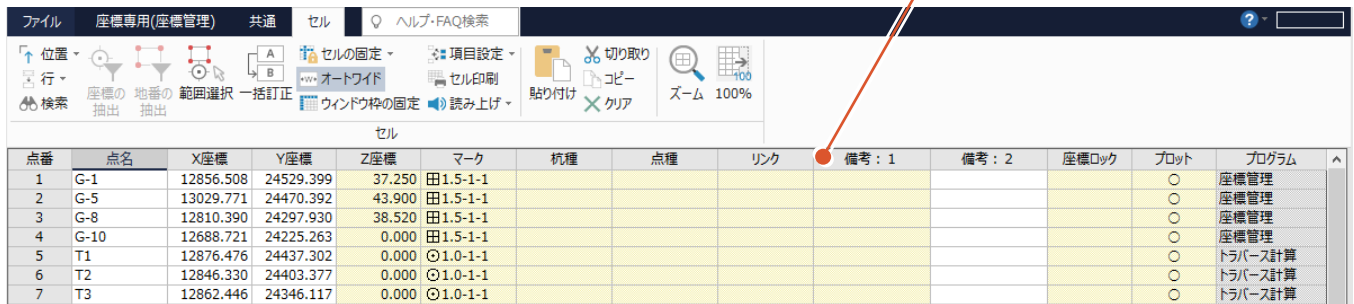 ファイル 座標専用(座標管理) 共通 セル ヘルプ・FAQ検索 ?
位置 セルの固定 項目設定 切り取り
行 座標の抽出 地番の抽出 範囲選択 A B 一括訂正 オートワイド セル印刷 貼り付け コピー ズーム 100 100%
検索 ウィンドウ枠の固定 読み上げ クリア
セル
点番 点名 X座標 Y座標 Z座標 マーク 杭種 点種 リンク 備考：1 備考：2 座標ロック プロット プログラム
1 G-1 12856.508 24529.399 37.250 田1.5-1-1 ○ 座標管理
2 G-5 13029.771 24470.392 43.900 田1.5-1-1 ○ 座標管理
3 G-8 12810.390 24297.930 38.520 田1.5-1-1 ○ 座標管理
4 G-10 12688.721 24225.263 0.000 田1.5-1-1 ○ 座標管理
5 T1 12876.476 24437.302 0.000 ⊙1.0-1-1 ○ トラバース計算
6 T2 12846.330 24403.377 0.000 ⊙1.0-1-1 ○ トラバース計算
7 T3 12862.446 24346.117 0.000 ⊙1.0-1-1 ○ トラバース計算